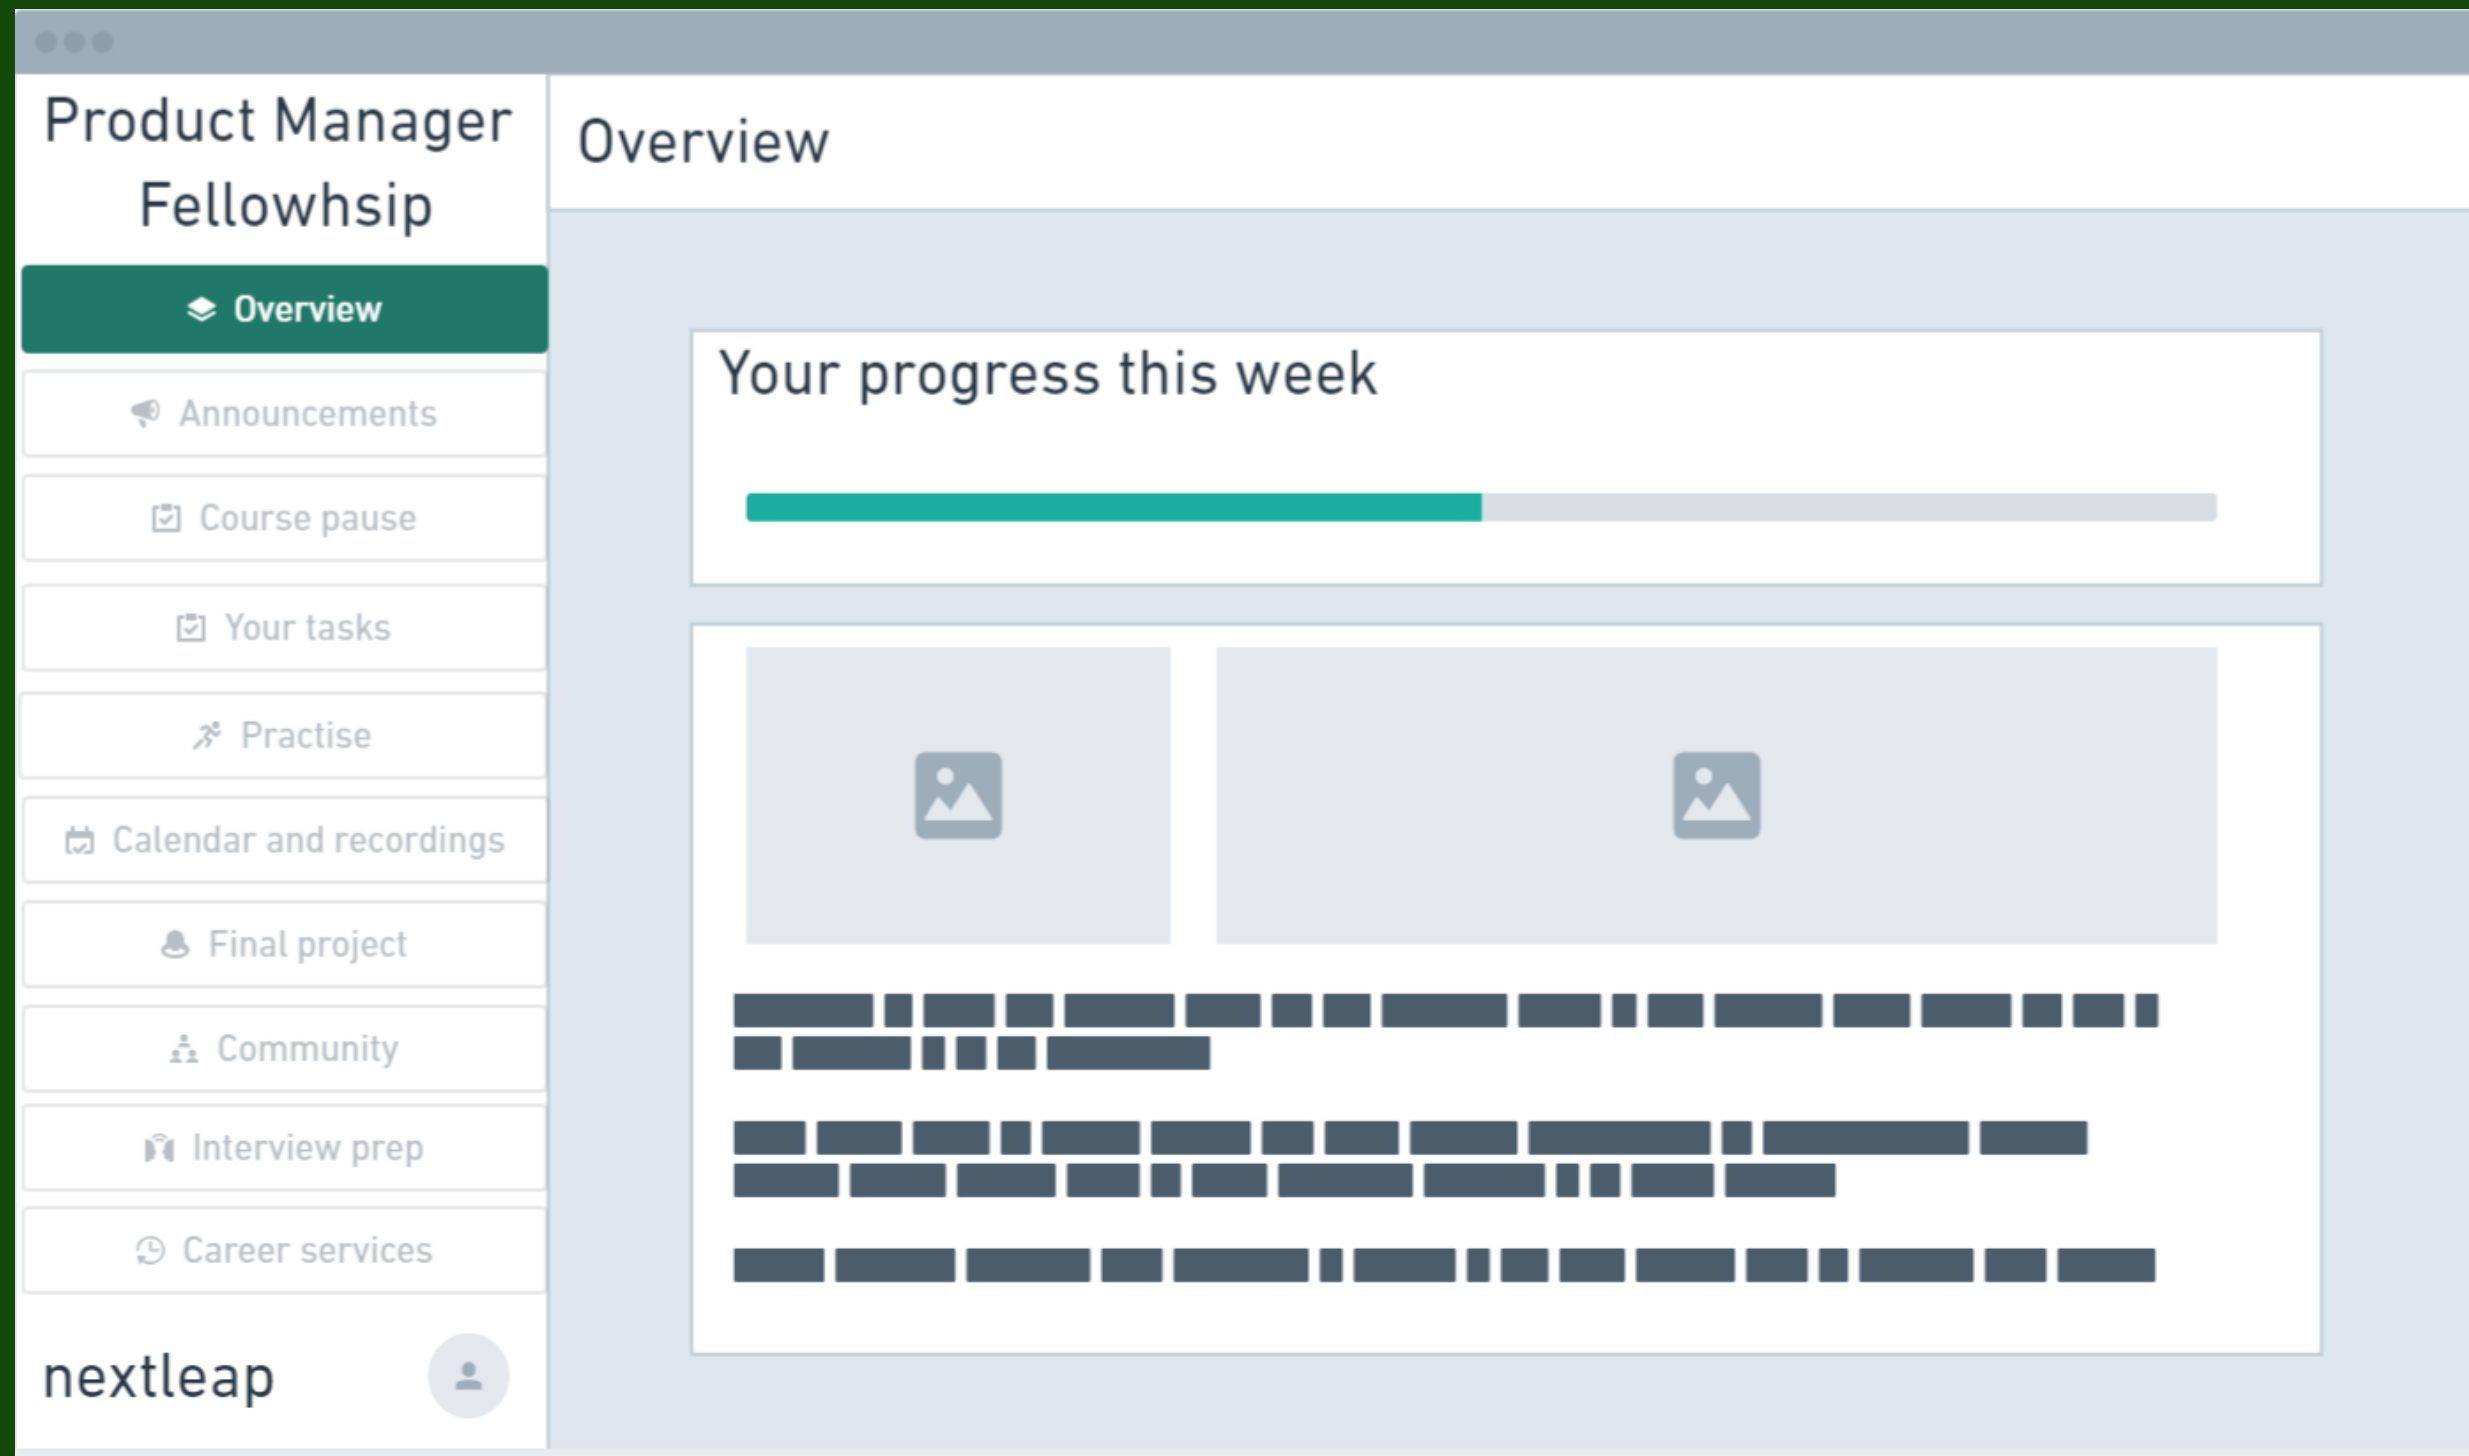 Product Manager
Fellowhsip
Overview
Announcements
Course pause
Your tasks
Practise
Calendar and recordings
Final project
Community
Interview prep
Career services
nextleap
Overview
Your progress this week